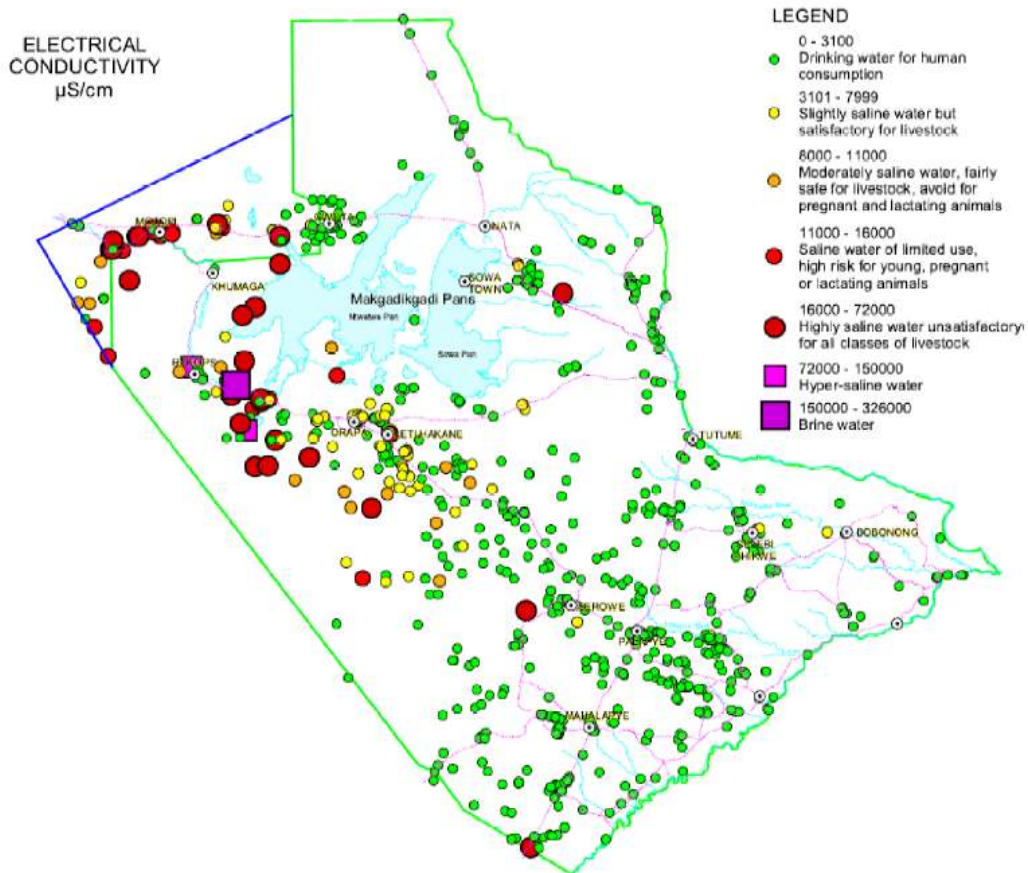 ELECTRICAL
CONDUCTIVITY
µS/cm
LEGEND
0 - 3100
Drinking water for human
consumption
3101 - 7999
Slightly saline water but
satisfactory for livestock
8000 - 11000
Moderately saline water, fairly
safe for livestock, avoid for
pregnant and lactating animals
11000 - 16000
Saline water of limited use,
high risk for young, pregnant
or lactating animals
16000 - 72000
Highly saline water unsatisfactory
for all classes of livestock
72000 - 150000
Hyper-saline water
150000 - 326000
Brine water
NATA
KHUMAGA
SOWA
TOWN
Makgadikgadi Pans
Ntwetwe Pan
Sowa Pan
ORAPA
LETLHAKANE
TUTUME
BOBONONG
SEROWE
MAHALAPYE